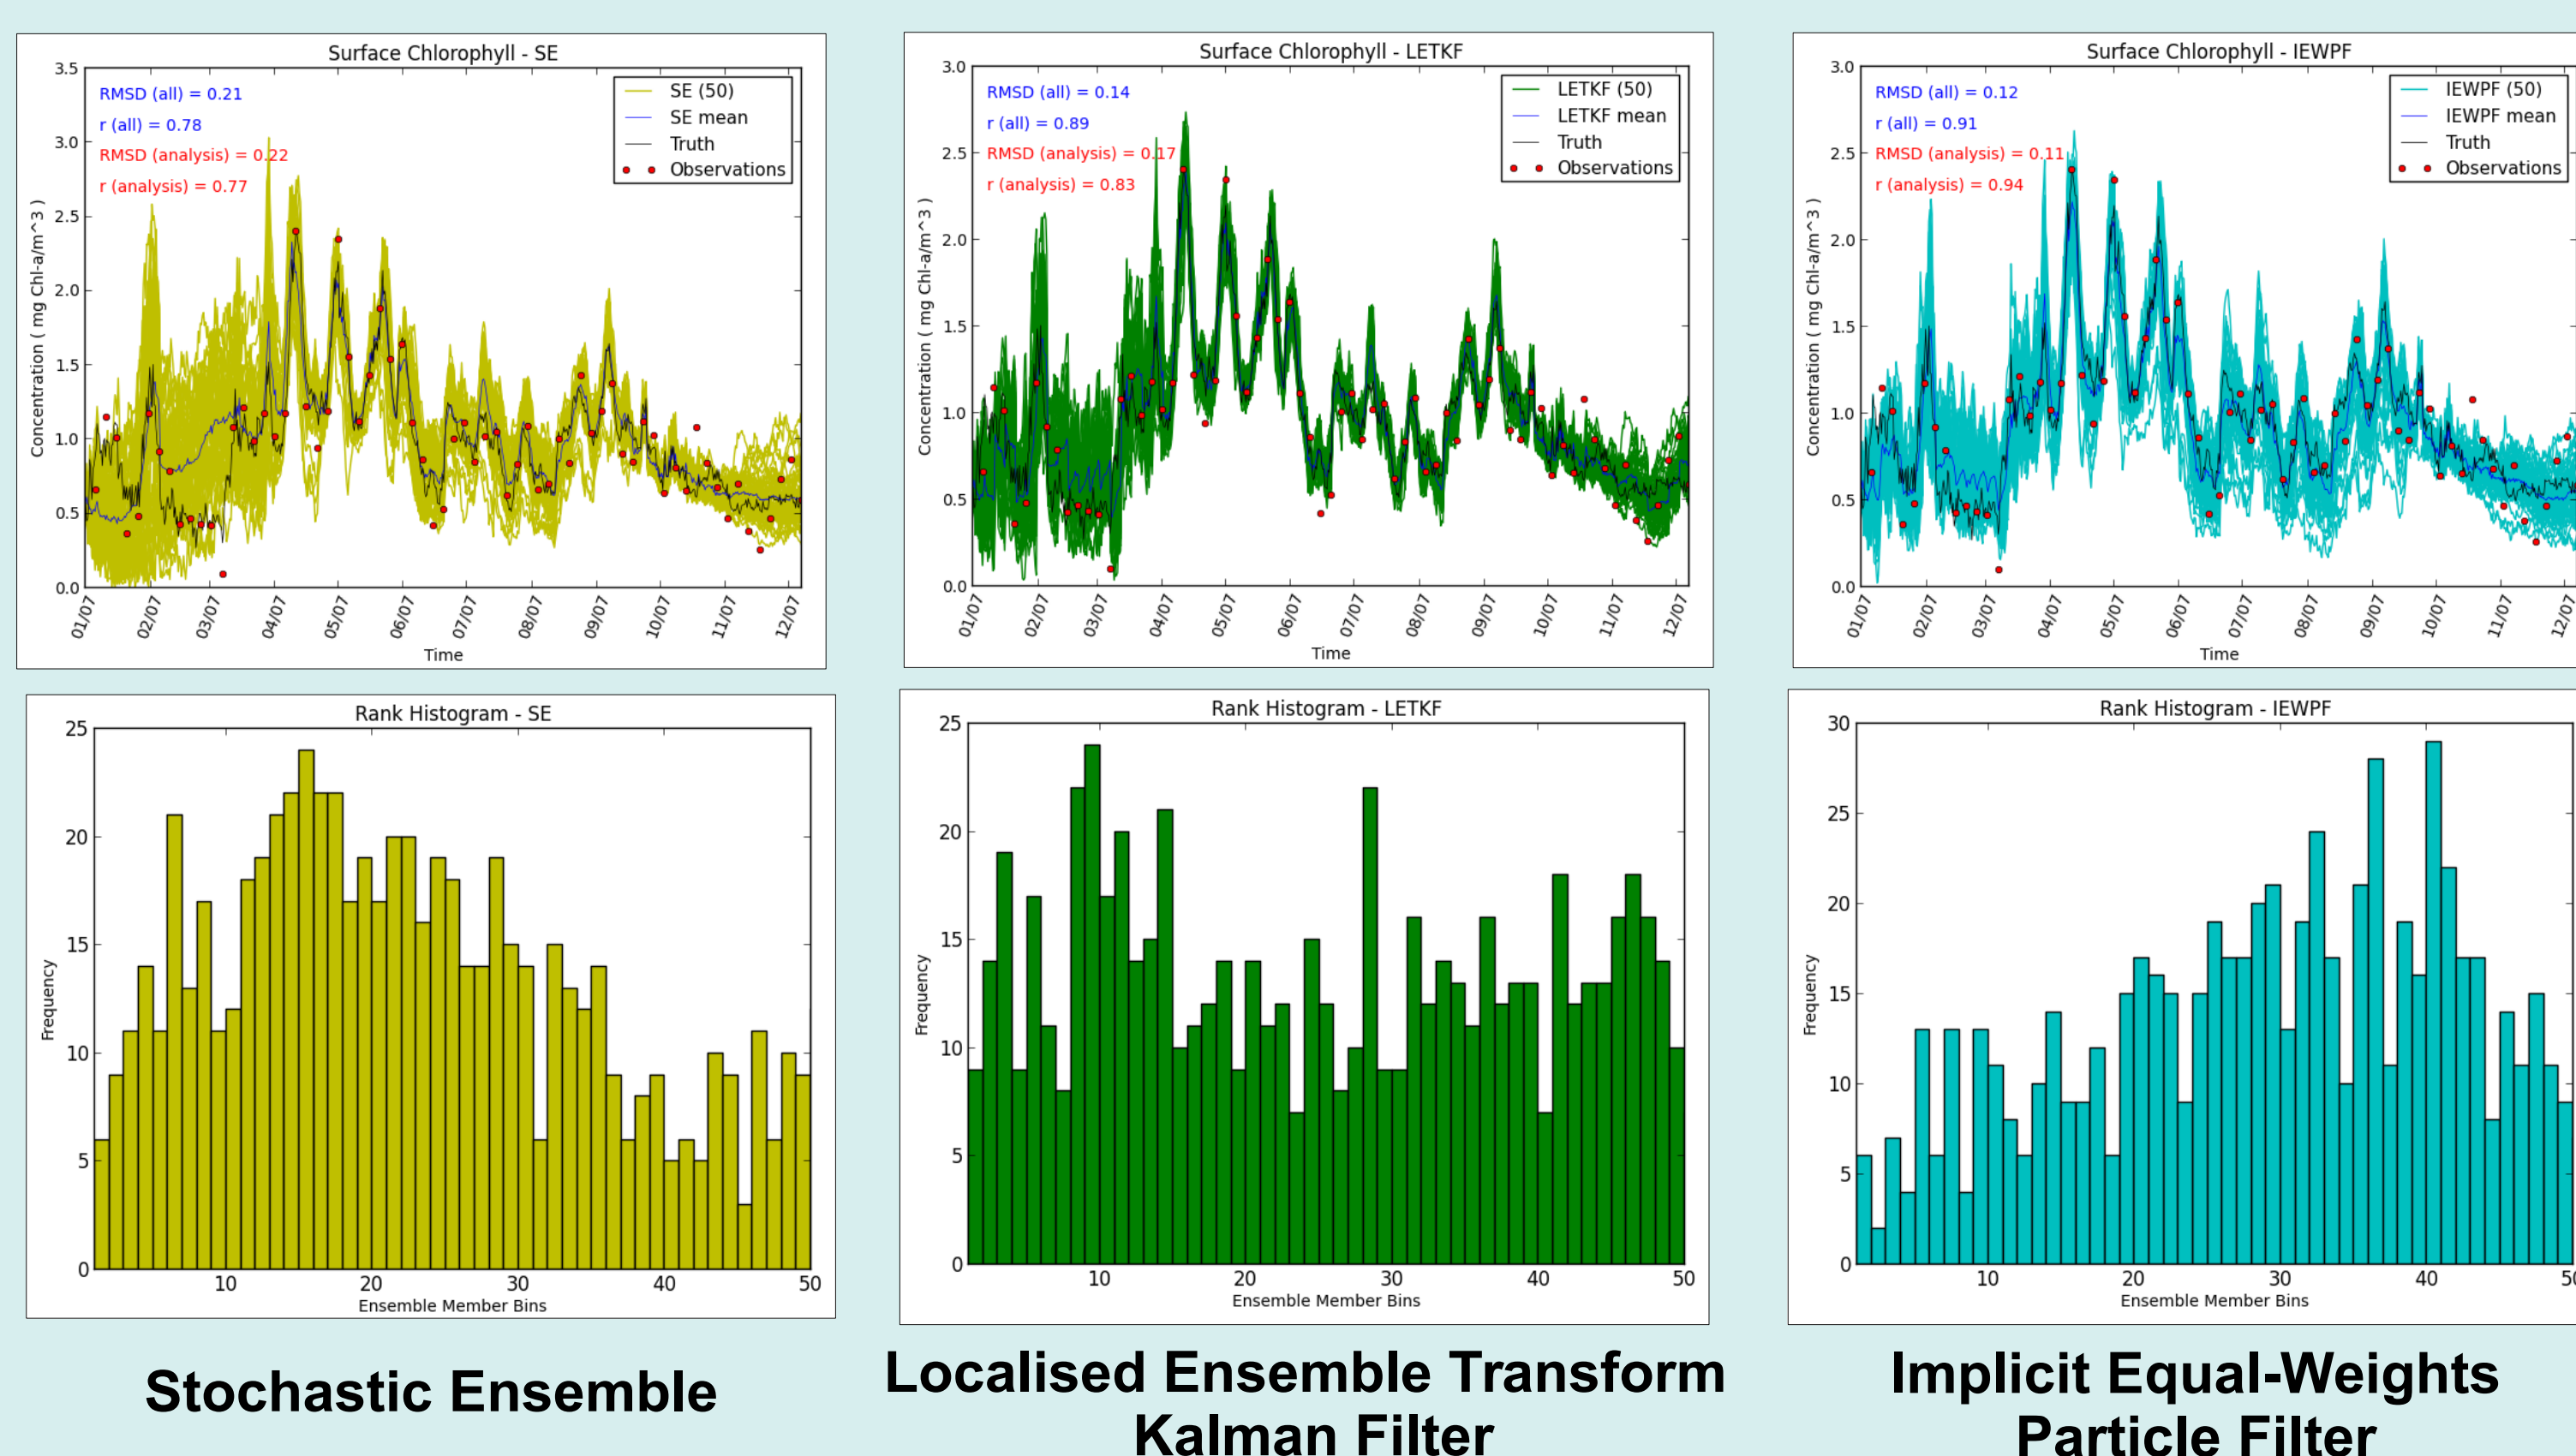 Surface Chlorophyll - SE
3.5
3.0
2.5
2.0
1.5
1.0
0.5
0.0
Concentration ( mg Chl-a/m^3 )
RMSD (all) = 0.21
r (all) = 0.78
RMSD (analysis) = 0.22
r (analysis) = 0.77
SE (50)
SE mean
Truth
Observations
01/07 02/07 03/07 04/07 05/07 06/07 07/07 08/07 09/07 10/07 11/07 12/07
Time
Surface Chlorophyll - LETKF
3.0
2.5
2.0
1.5
1.0
0.5
0.0
Concentration ( mg Chl-a/m^3 )
RMSD (all) = 0.14
r (all) = 0.89
RMSD (analysis) = 0.17
r (analysis) = 0.83
LETKF (50)
LETKF mean
Truth
Observations
01/07 02/07 03/07 04/07 05/07 06/07 07/07 08/07 09/07 10/07 11/07 12/07
Time
Surface Chlorophyll - IEWPF
3.0
2.5
2.0
1.5
1.0
0.5
0.0
Concentration ( mg Chl-a/m^3 )
RMSD (all) = 0.12
r (all) = 0.91
RMSD (analysis) = 0.11
r (analysis) = 0.94
IEWPF (50)
IEWPF mean
Truth
Observations
01/07 02/07 03/07 04/07 05/07 06/07 07/07 08/07 09/07 10/07 11/07 12/07
Time
Rank Histogram - SE
25
20
15
10
5
0
Frequency
10 20 30 40 50
Ensemble Member Bins
Rank Histogram - LETKF
25
20
15
10
5
0
Frequency
10 20 30 40 50
Ensemble Member Bins
Rank Histogram - IEWPF
30
25
20
15
10
5
0
Frequency
10 20 30 40
Ensemble Member Bins
Stochastic Ensemble
Localised Ensemble Transform
Kalman Filter
Implicit Equal-Weights
Particle Filter